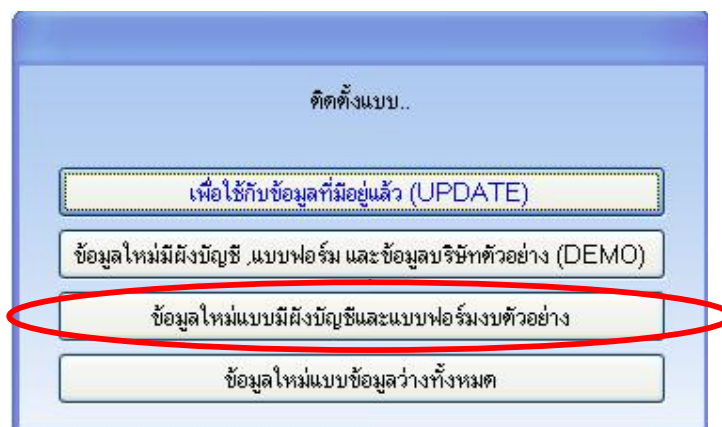 ติดตั้งแบบ..
เพื่อใช้กับข้อมูลที่มีอยู่แล้ว (UPDATE)
ข้อมูลใหม่มีผังบัญชี ,แบบฟอร์ม และข้อมูลบริษัทตัวอย่าง (DEMO)
ข้อมูลใหม่แบบมีผังบัญชีและแบบฟอร์มงบตัวอย่าง
ข้อมูลใหม่แบบข้อมูลว่างทั้งหมด